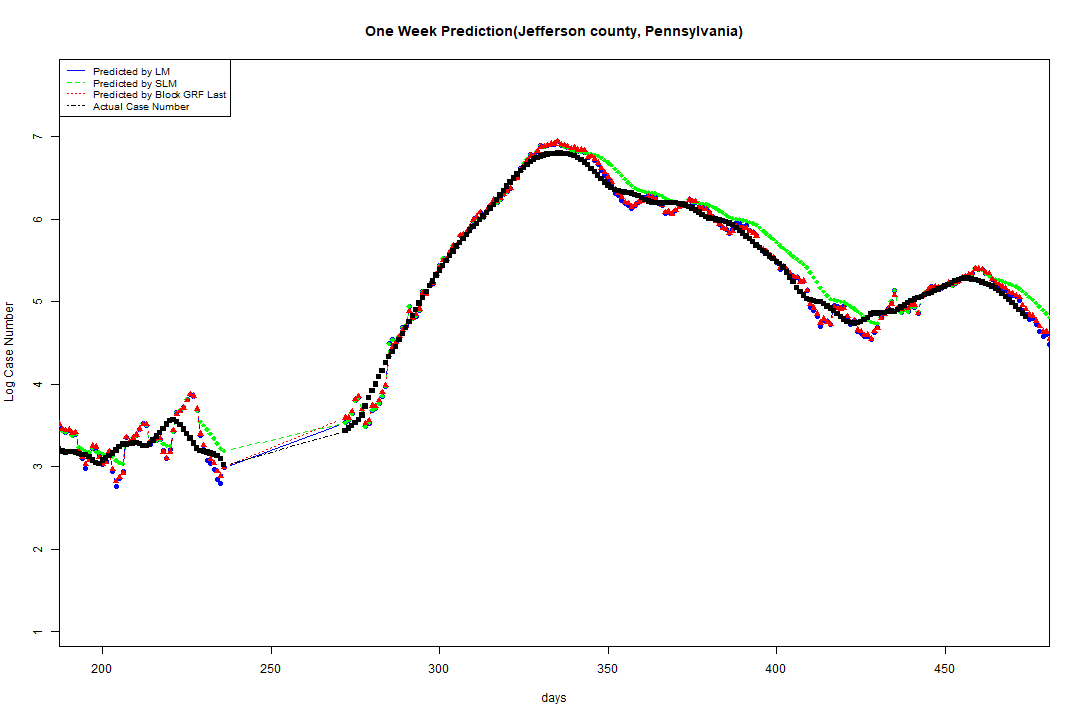 One Week Prediction(Jefferson county, Pennsylvania)
Predicted by LM
Predicted by SLM
Predicted by Block GRF Last
Actual Case Number
7
6
5
4
3
2
1
Log Case Number
200 250 300 350 400 450
days